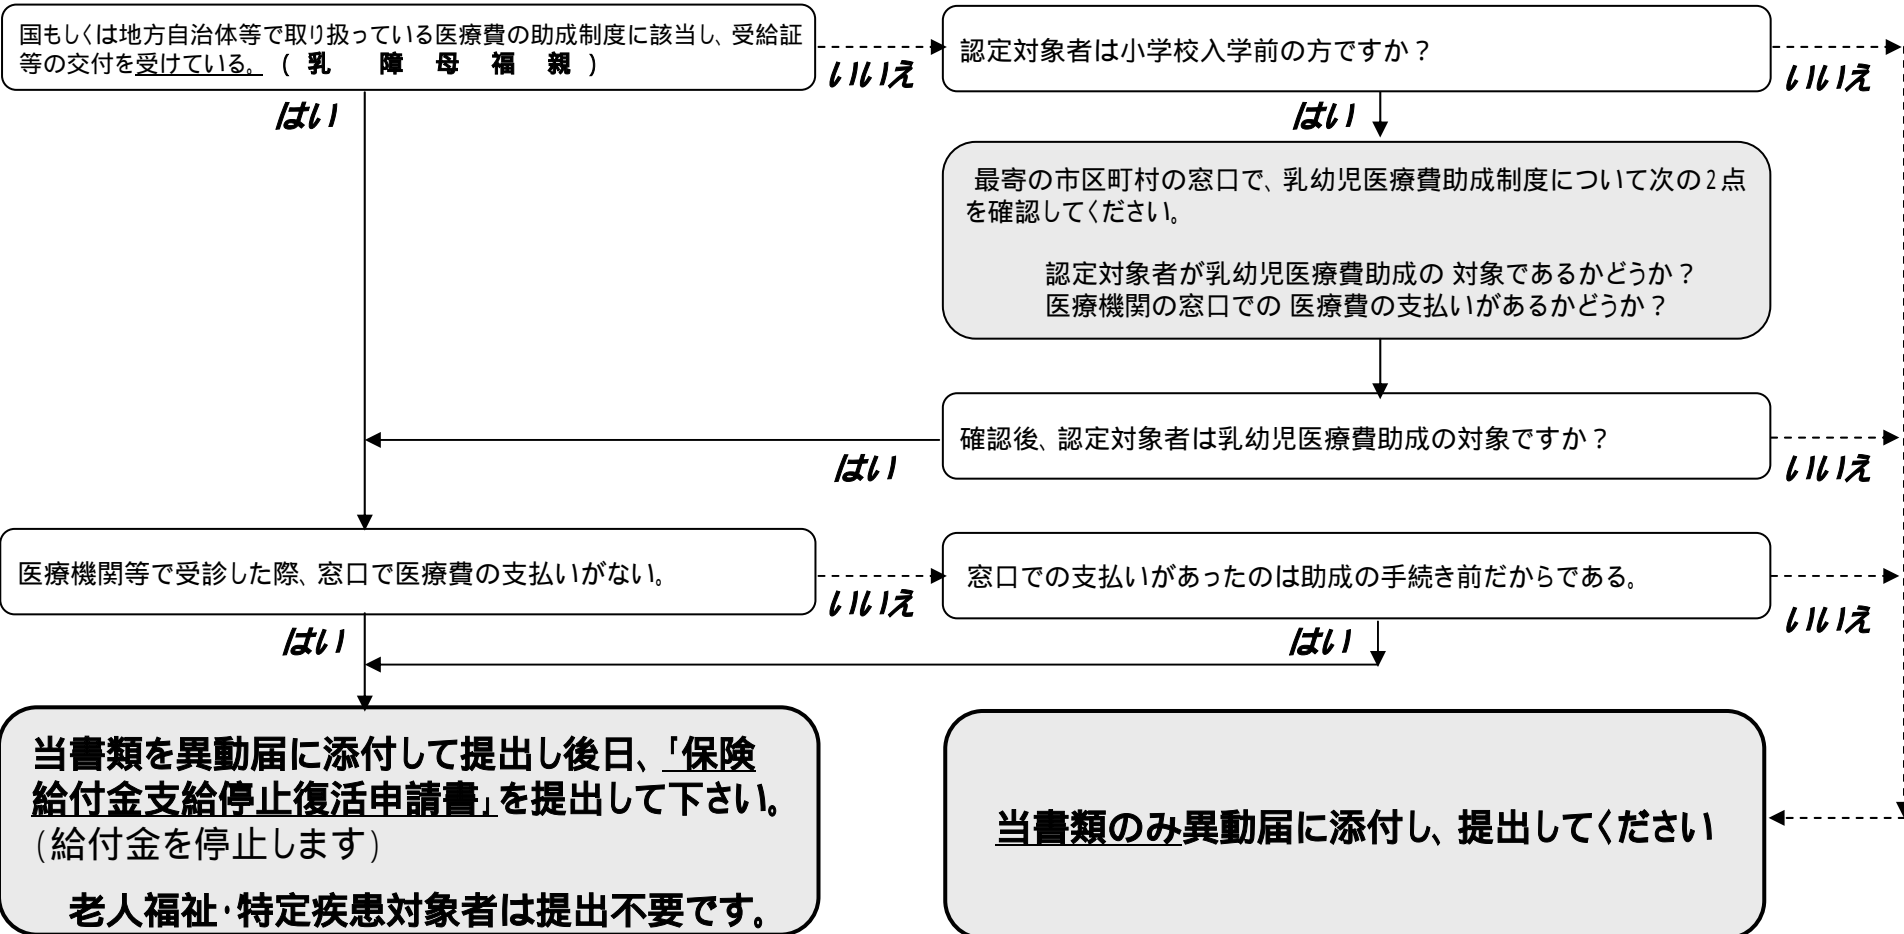 国もしくは地方自治体等で取り扱っている医療費の助成制度に該当し、受給証
等の交付を受けている。（乳　障　母　福　親）
いいえ
はい
認定対象者は小学校入学前の方ですか？
いいえ
はい
最寄の市区町村の窓口で、乳幼児医療費助成制度について次の2点
を確認してください。
認定対象者が乳幼児医療費助成の 対象であるかどうか？
医療機関の窓口での 医療費の支払いがあるかどうか？
確認後、認定対象者は乳幼児医療費助成の対象ですか？
はい
いいえ
医療機関等で受診した際、窓口で医療費の支払いがない。
いいえ
はい
窓口での支払いがあったのは助成の手続き前だからである。
いいえ
はい
当書類を異動届に添付して提出し後日、「保険
給付金支給停止復活申請書」を提出して下さい。
（給付金を停止します）
老人福祉・特定疾患対象者は提出不要です。
当書類のみ異動届に添付し、提出してください